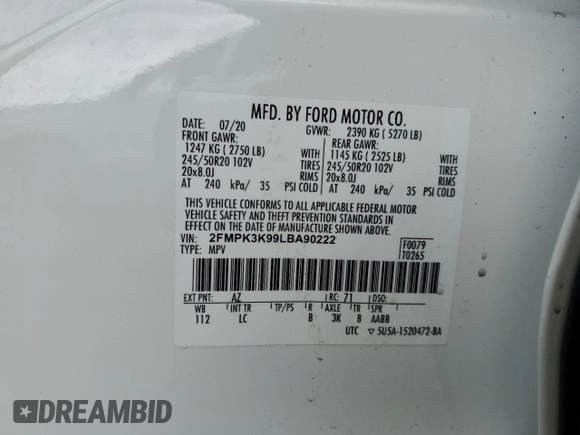 MFD. BY FORD MOTOR CO.
DATE: 07/20 GVWR: 2390 KG ( 5270 LB)
FRONT GAWR: REAR GAWR:
1247 KG ( 2750 LB) WITH 1145 KG ( 2525 LB) WITH
245/50R20 102V TIRES 245/50R20 102V TIRES
20x8.0J RIMS 20x8.0J RIMS
AT 240 kPa/ 35 PSI COLD AT 240 kPa/ 35 PSI COLD
THIS VEHICLE CONFORMS TO ALL APPLICABLE FEDERAL MOTOR
VEHICLE SAFETY AND THEFT PREVENTION STANDARDS IN
EFFECT ON THE DATE OF MANUFACTURE SHOWN ABOVE.
VIN: 2FMPK3K99LBA90222 F0079
TYPE: MPV T0265
EXT PNT: AZ RC: 71 DSO:
WB INT TR TP/PS R AXLE TR SPR
112 LC B 3K B AABB
UTC ▽ 5U5A-1520472-BA
DREAMBID